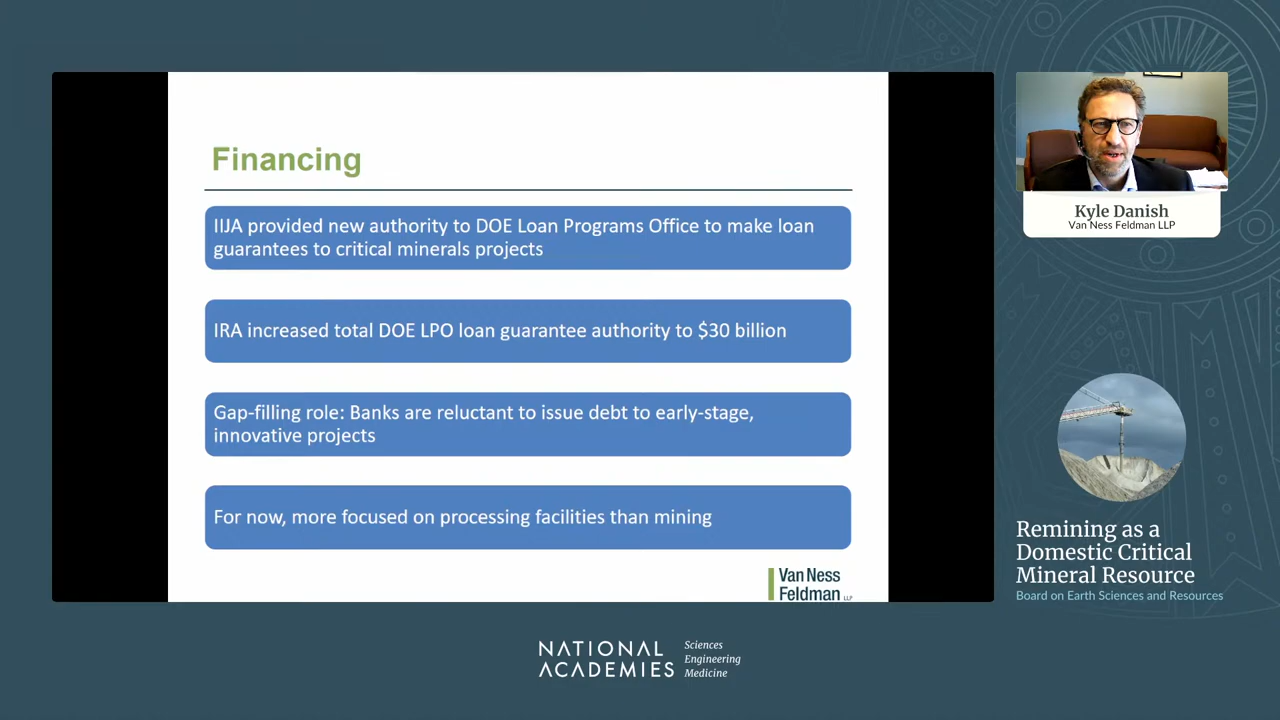 Financing
IIJA provided new authority to DOE Loan Programs Office to make loan
guarantees to critical minerals projects
IRA increased total DOE LPO loan guarantee authority to $30 billion
Gap-filling role: Banks are reluctant to issue debt to early-stage,
innovative projects
For now, more focused on processing facilities than mining
Van Ness
Feldman LLP
Kyle Danish
Van Ness Feldman LLP
Remining as a
Domestic Critical
Mineral Resource
Board on Earth Sciences and Resources
NATIONAL
ACADEMIES
Sciences
Engineering
Medicine